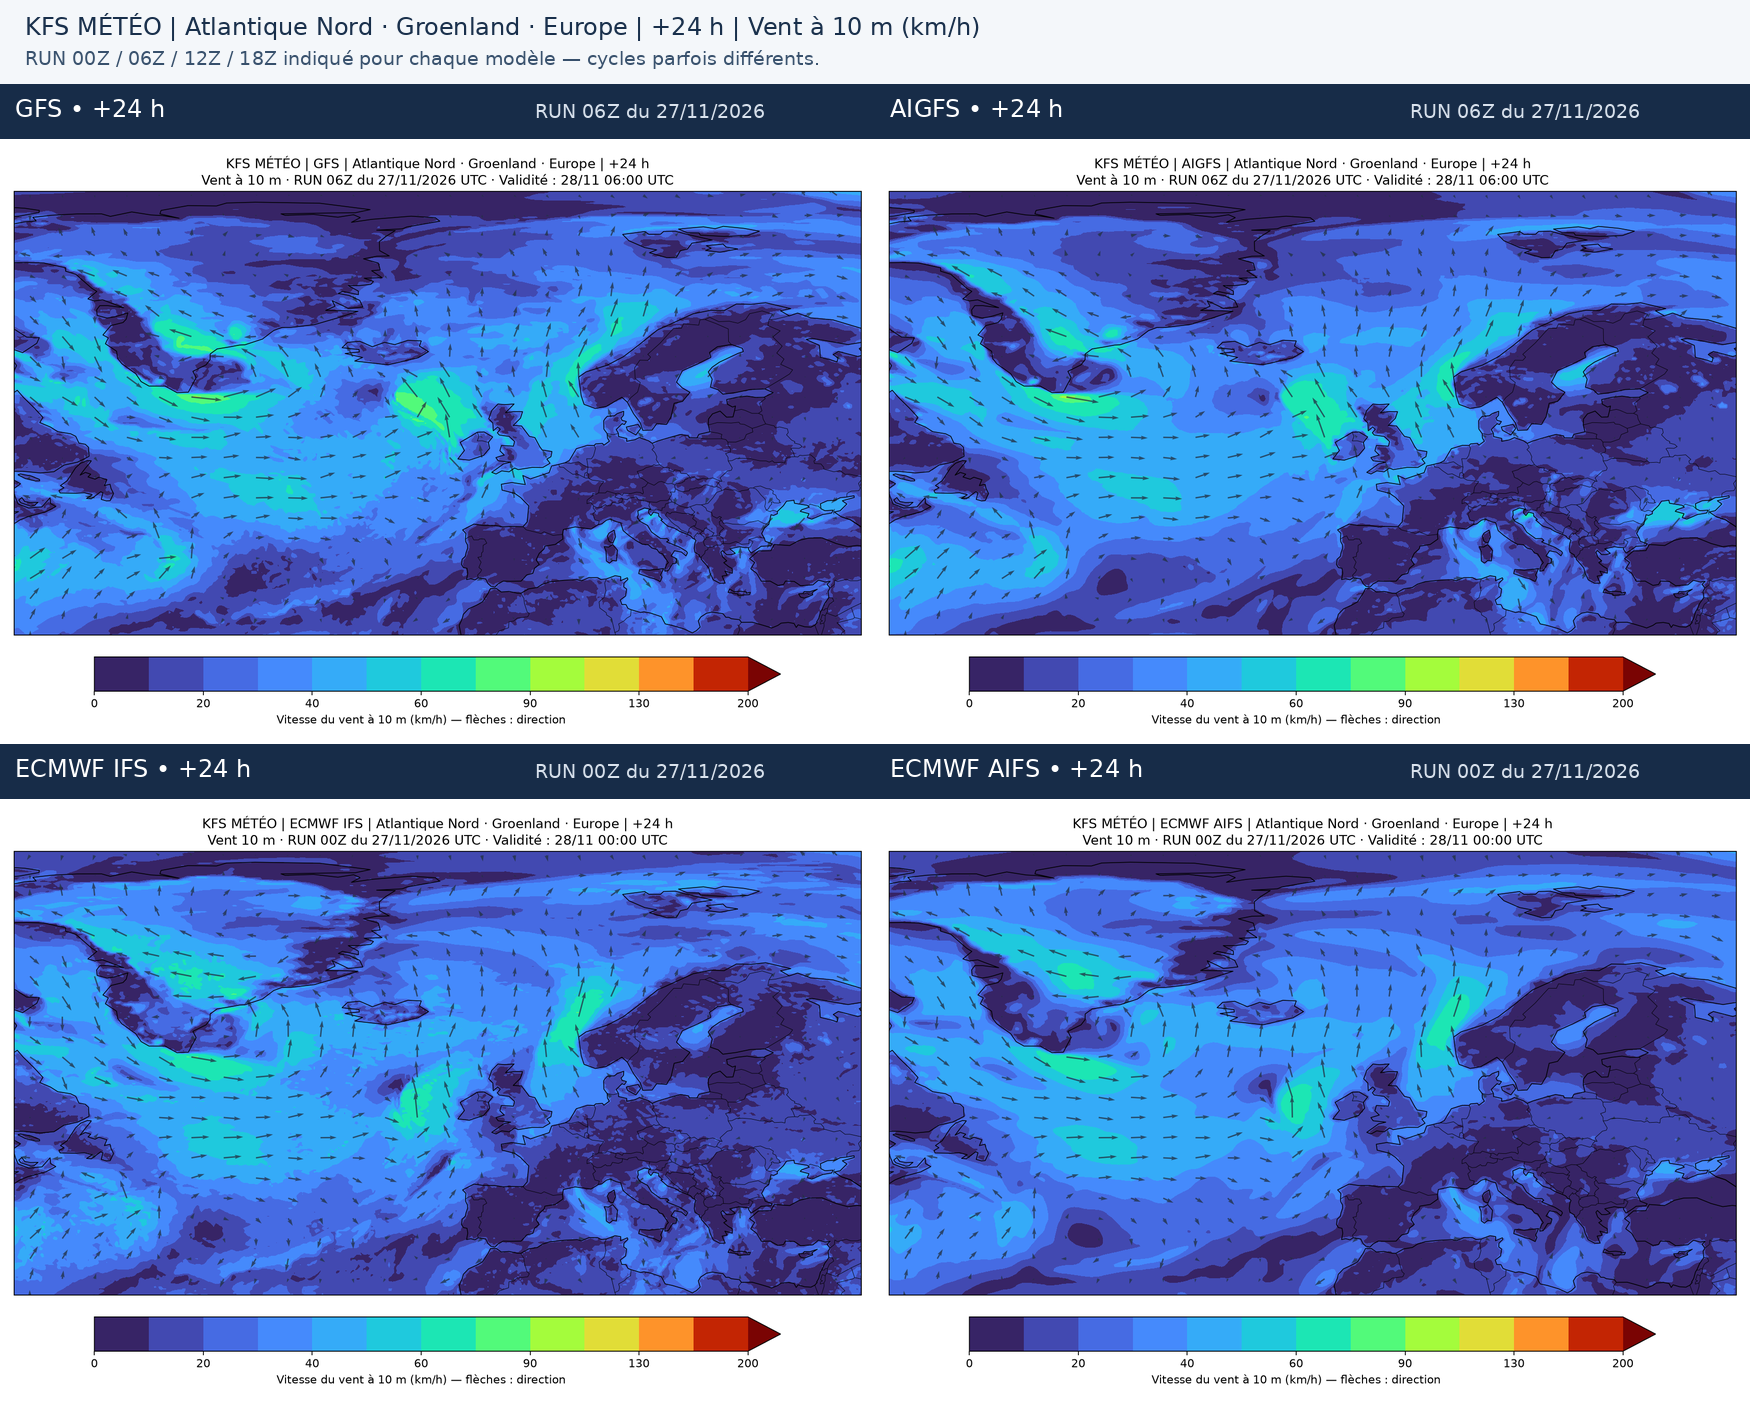 KFS MÉTÉO | Atlantique Nord · Groenland · Europe | +24 h | Vent à 10 m (km/h)
RUN 00Z / 06Z / 12Z / 18Z indiqué pour chaque modèle — cycles parfois différents.
GFS • +24 h
RUN 06Z du 27/11/2026
KFS MÉTÉO | GFS | Atlantique Nord · Groenland · Europe | +24 h
Vent à 10 m · RUN 06Z du 27/11/2026 UTC · Validité : 28/11 06:00 UTC
0 20 40 60 90 130 200
Vitesse du vent à 10 m (km/h) — flèches : direction
AIGFS • +24 h
RUN 06Z du 27/11/2026
KFS MÉTÉO | AIGFS | Atlantique Nord · Groenland · Europe | +24 h
Vent à 10 m · RUN 06Z du 27/11/2026 UTC · Validité : 28/11 06:00 UTC
0 20 40 60 90 130 200
Vitesse du vent à 10 m (km/h) — flèches : direction
ECMWF IFS • +24 h
RUN 00Z du 27/11/2026
KFS MÉTÉO | ECMWF IFS | Atlantique Nord · Groenland · Europe | +24 h
Vent 10 m · RUN 00Z du 27/11/2026 UTC · Validité : 28/11 00:00 UTC
0 20 40 60 90 130 200
Vitesse du vent à 10 m (km/h) — flèches : direction
ECMWF AIFS • +24 h
RUN 00Z du 27/11/2026
KFS MÉTÉO | ECMWF AIFS | Atlantique Nord · Groenland · Europe | +24 h
Vent 10 m · RUN 00Z du 27/11/2026 UTC · Validité : 28/11 00:00 UTC
0 20 40 60 90 130 200
Vitesse du vent à 10 m (km/h) — flèches : direction